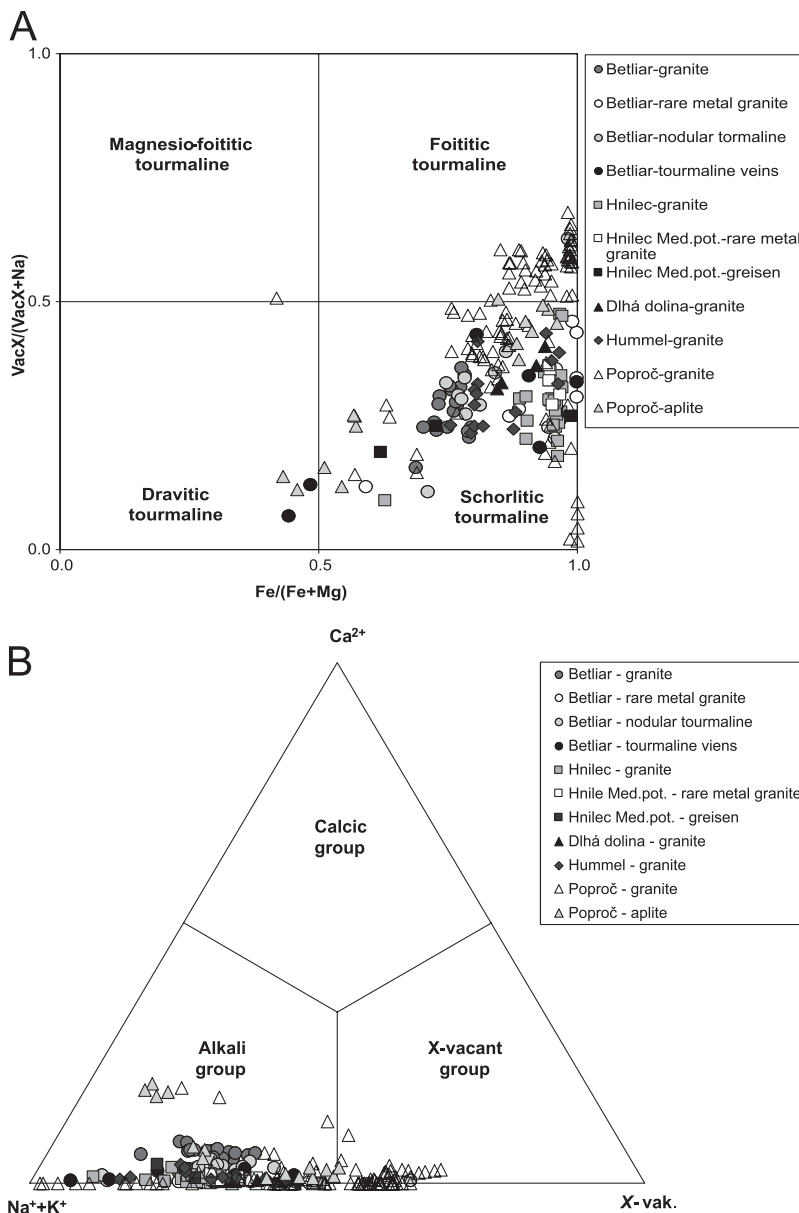 A
1.0
Magnesio-foititic
tourmaline
Foititic
tourmaline
VacX/(VacX+Na)
0.5
Dravitic
tourmaline
Schorlitic
tourmaline
0.0
0.0
0.5
1.0
Fe/(Fe+Mg)
Betliar-granite
Betliar-rare metal granite
Betliar-nodular tormaline
Betliar-tourmaline veins
Hnilec-granite
Hnilec Med.pot.-rare metal
granite
Hnilec Med.pot.-greisen
Dlhá dolina-granite
Hummel-granite
Poproč-granite
Poproč-aplite
B
Ca²⁺
Calcic
group
Alkali
group
X-vacant
group
Na⁺+K⁺
X-vak.
Betliar - granite
Betliar - rare metal granite
Betliar - nodular tourmaline
Betliar - tourmaline viens
Hnilec - granite
Hnile Med.pot. - rare metal granite
Hnilec Med.pot. - greisen
Dlhá dolina - granite
Hummel - granite
Poproč - granite
Poproč - aplite